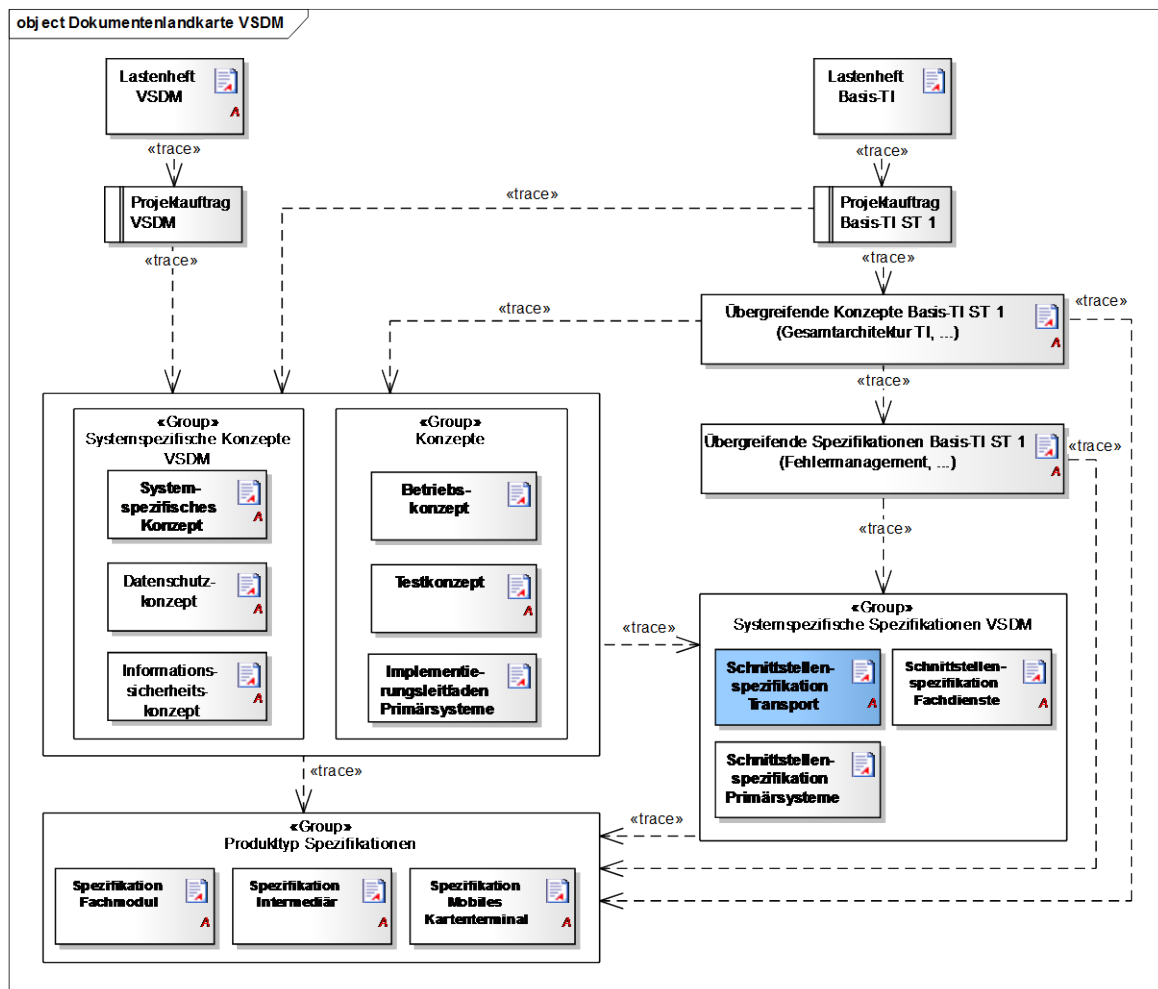 object Dokumentenlandkarte VSDM
Lastenheft
VSDM
A
Lastenheft
Basis-TI
«trace»
«trace»
Projektauftrag
VSDM
«trace»
Projektauftrag
Basis-TI ST 1
«trace»
«trace»
«trace»
Übergreifende Konzepte Basis-TI ST 1
(Gesamtarchitektur TI, ...)
A
«trace»
«trace»
Übergreifende Spezifikationen Basis-TI ST 1
(Fehlermanagement, ...)
A
«trace»
«trace»
«Group»
Systemspezifische Konzepte
VSDM
System-
spezifisches
Konzept
A
Datenschutz-
konzept
A
Informations-
sicherheits-
konzept
A
«Group»
Konzepte
Betriebs-
konzept
Testkonzept
A
Implementie-
rungsleitfaden
Primärsysteme
«trace»
«Group»
Systemspezifische Spezifikationen VSDM
Schnittstellen-
spezifikation
Transport
A
Schnittstellen-
spezifikation
Fachdienste
A
Schnittstellen-
spezifikation
Primärsysteme
«trace»
«trace»
«Group»
Produkttyp Spezifikationen
Spezifikation
Fachmodul
A
Spezifikation
Intermediär
A
Spezifikation
Mobiles
Kartenterminal
A